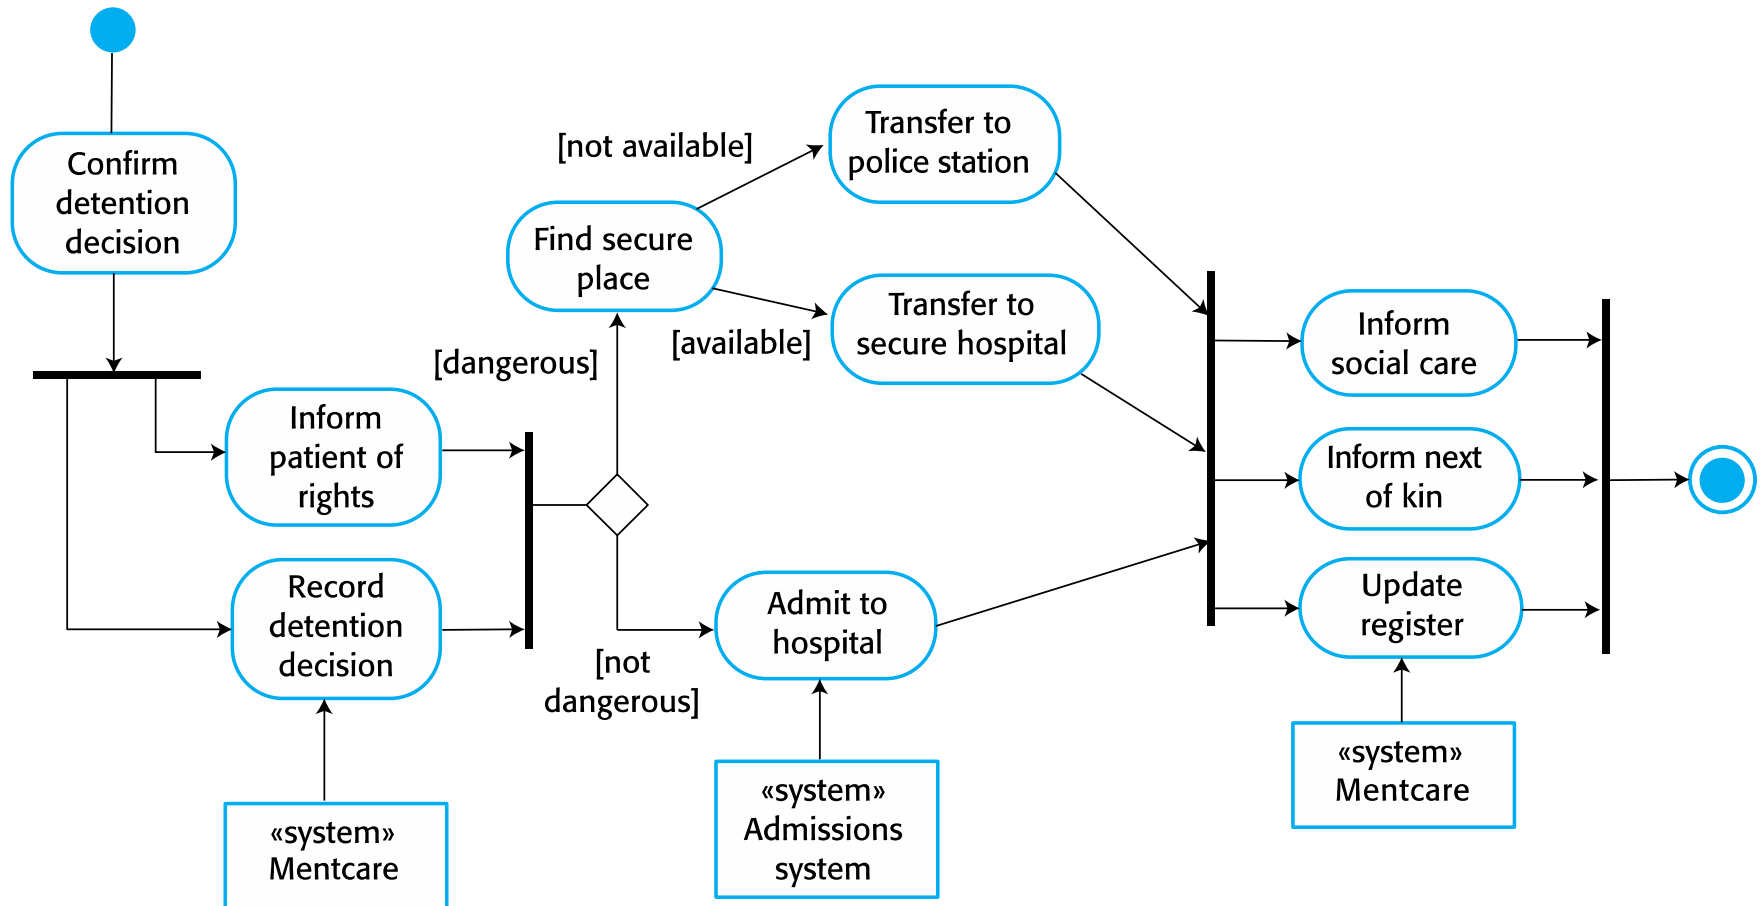 Confirm
detention
decision
Inform
patient of
rights
Record
detention
decision
«system»
Mentcare
[dangerous]
[not
dangerous]
Find secure
place
[not available]
[available]
Transfer to
police station
Transfer to
secure hospital
Admit to
hospital
«system»
Admissions
system
Inform
social care
Inform next
of kin
Update
register
«system»
Mentcare